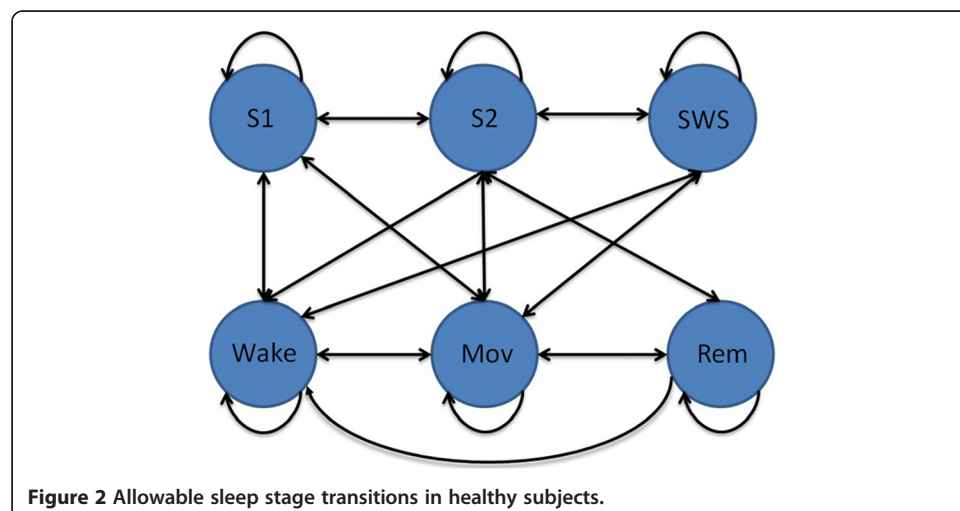 S1
S2
SWS
Wake
Mov
Rem
Figure 2 Allowable sleep stage transitions in healthy subjects.